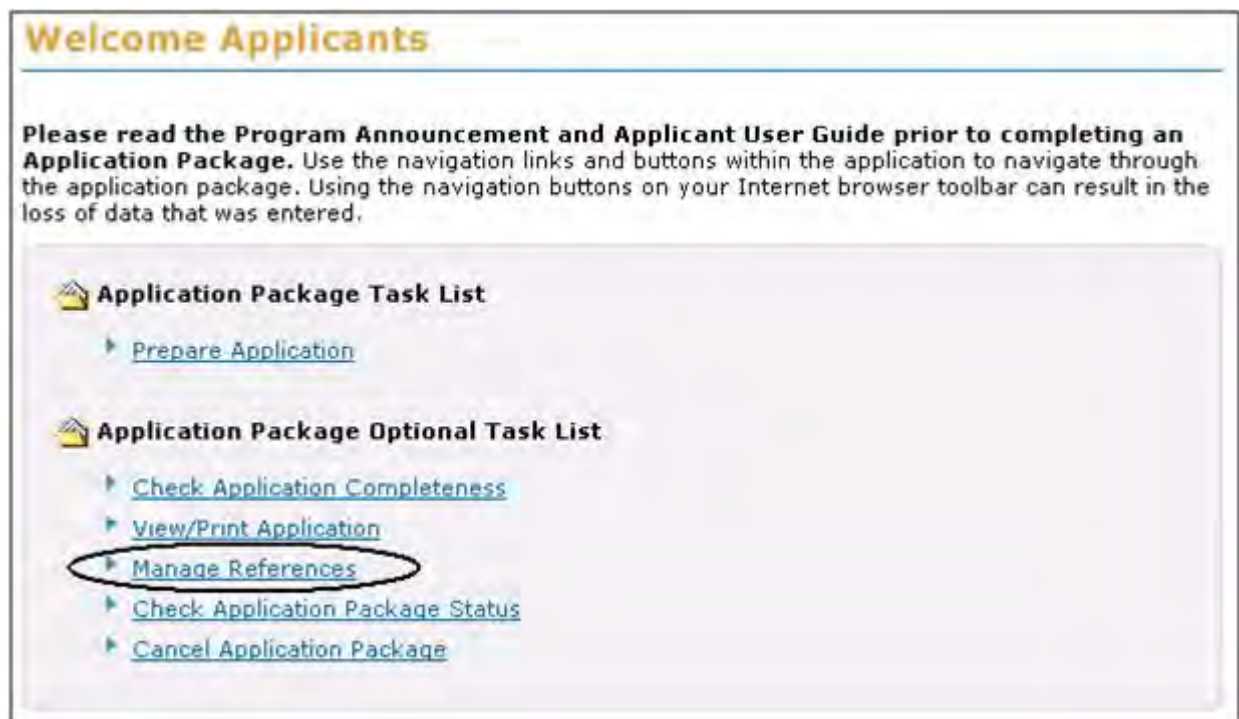 Welcome Applicants
Please read the Program Announcement and Applicant User Guide prior to completing an
Application Package. Use the navigation links and buttons within the application to navigate through
the application package. Using the navigation buttons on your Internet browser toolbar can result in the
loss of data that was entered.
Application Package Task List
Prepare Application
Application Package Optional Task List
Check Application Completeness
View/Print Application
Manage References
Check Application Package Status
Cancel Application Package